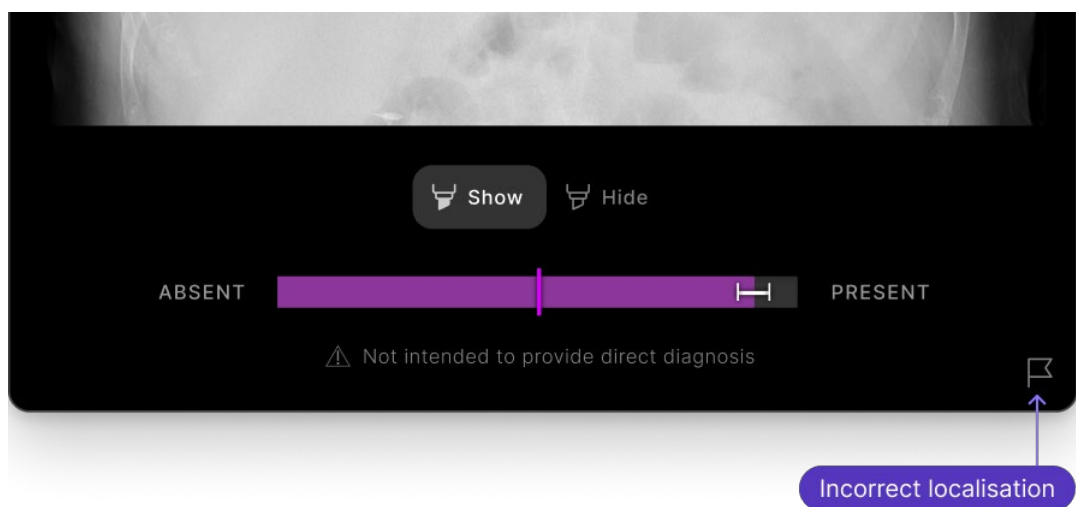 Show
Hide
ABSENT
PRESENT
Not intended to provide direct diagnosis
Incorrect localisation